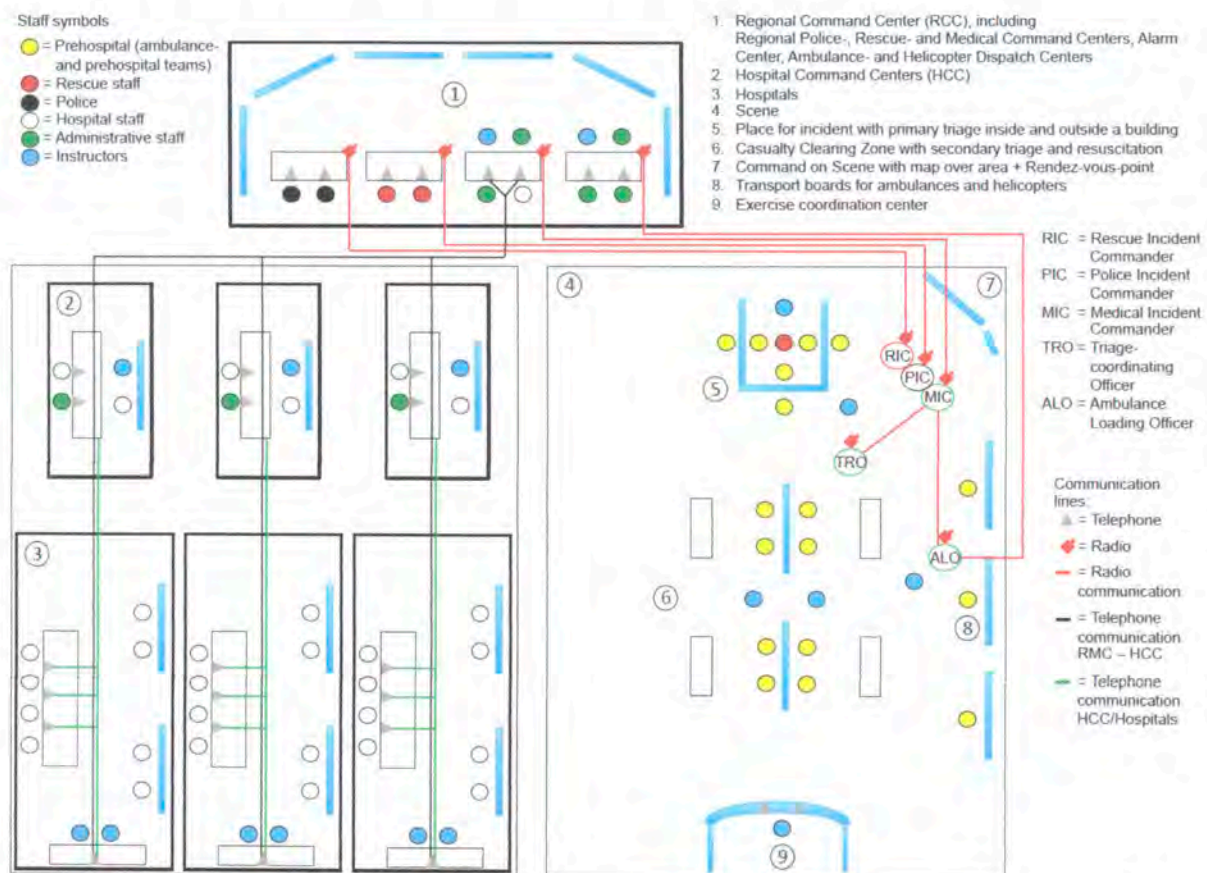 Staff symbols
= Prehospital (ambulance-
and prehospital teams)
= Rescue staff
= Police
= Hospital staff
= Administrative staff
= Instructors
1. Regional Command Center (RCC), including
Regional Police-, Rescue- and Medical Command Centers, Alarm
Center, Ambulance- and Helicopter Dispatch Centers
2 Hospital Command Centers (HCC)
3. Hospitals
4. Scene
5. Place for incident with primary triage inside and outside a building
6. Casualty Clearing Zone with secondary triage and resuscitation
7. Command on Scene with map over area + Rendez-vous-point
8. Transport boards for ambulances and helicopters
9. Exercise coordination center
RIC = Rescue Incident
Commander
PIC = Police Incident
Commander
MIC = Medical Incident
Commander
TRO = Triage-
coordinating
Officer
ALO = Ambulance
Loading Officer
Communication
lines:
= Telephone
= Radio
= Radio
communication
= Telephone
communication
RMC – HCC
= Telephone
communication
HCC/Hospitals
1
2
3
4
5
6
7
8
9
RIC
PIC
MIC
TRO
ALO